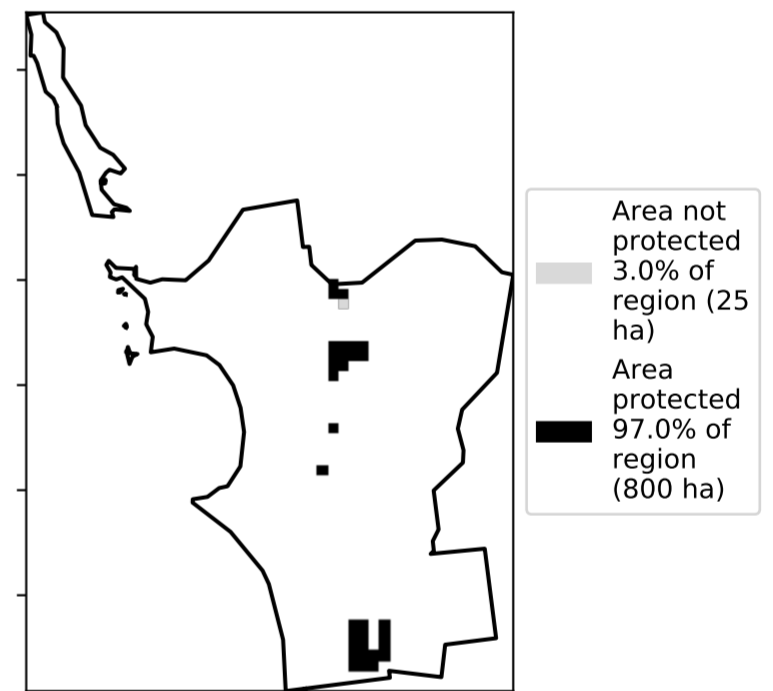 Area not
protected
3.0% of
region (25
ha)
Area
protected
97.0% of
region
(800 ha)